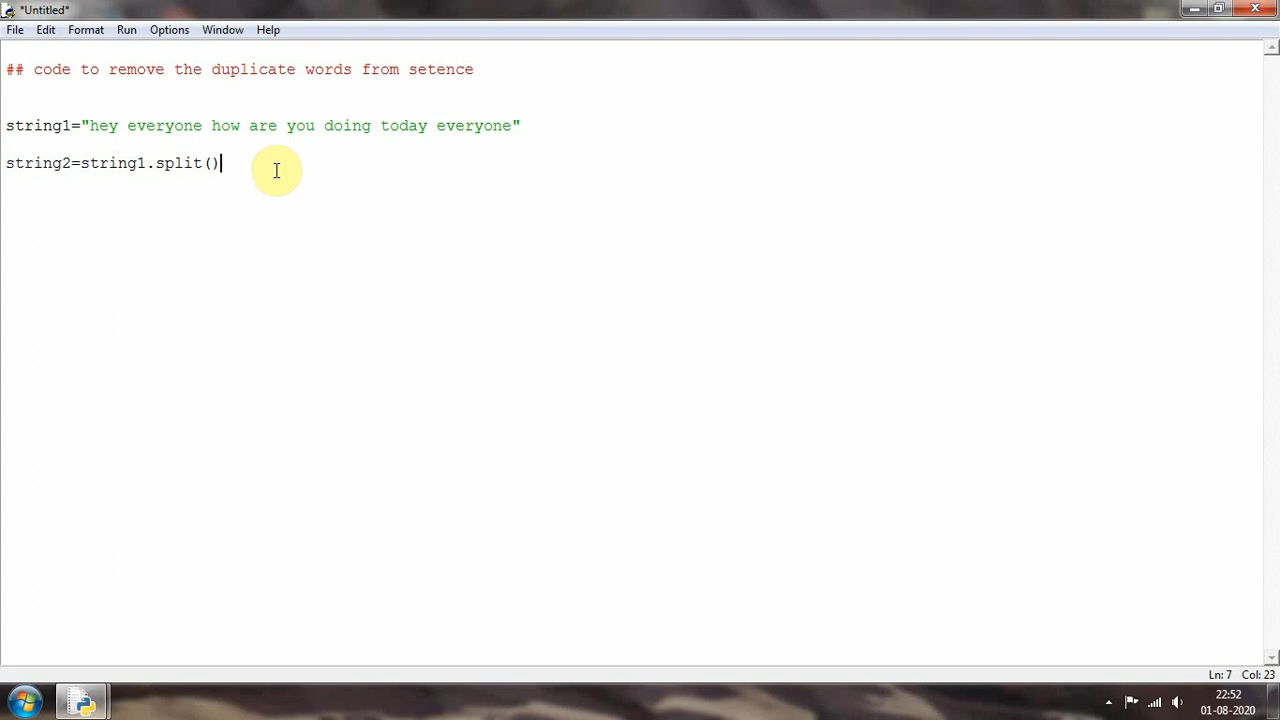 *Untitled*
File Edit Format Run Options Window Help
## code to remove the duplicate words from setence
string1="hey everyone how are you doing today everyone"
string2=string1.split()
Ln: 7 Col: 23
22:52
01-08-2020